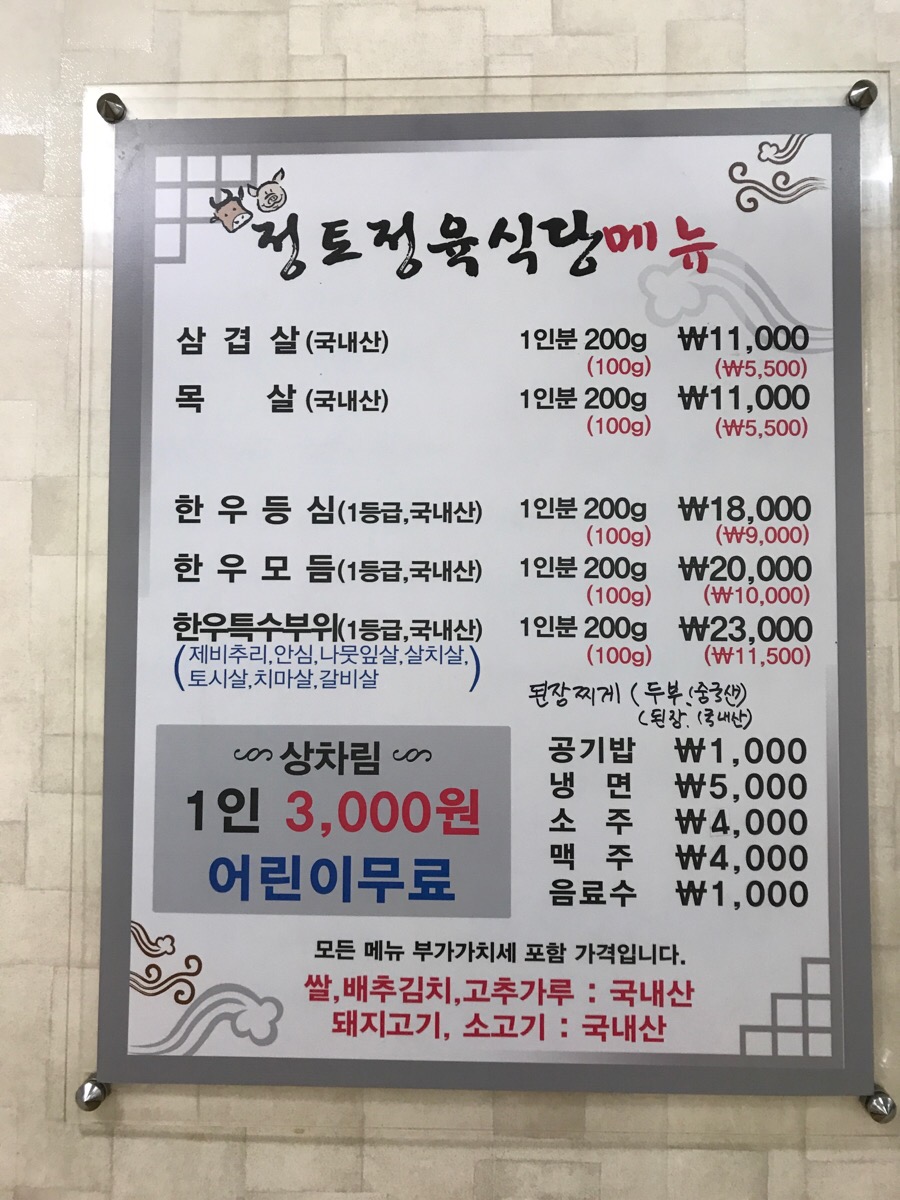 정토정육식당메뉴
삼겹살(국내산) 1인분 200g ₩11,000
(100g) (₩5,500)
목살(국내산) 1인분 200g ₩11,000
(100g) (₩5,500)
한우등심(1등급,국내산) 1인분 200g ₩18,000
(100g) (₩9,000)
한우모듬(1등급,국내산) 1인분 200g ₩20,000
(100g) (₩10,000)
한우특수부위(1등급,국내산) 1인분 200g ₩23,000
(100g) (₩11,500)
(제비추리,안심,나뭇잎살,살치살,
토시살,치마살,갈비살)
된장찌게 (두부.(중국산)
(된장. (국내산)
상차림
1인 3,000원
어린이무료
공기밥 ₩1,000
냉면 ₩5,000
소주 ₩4,000
맥주 ₩4,000
음료수 ₩1,000
모든 메뉴 부가가치세 포함 가격입니다.
쌀,배추김치,고추가루 : 국내산
돼지고기, 소고기 : 국내산